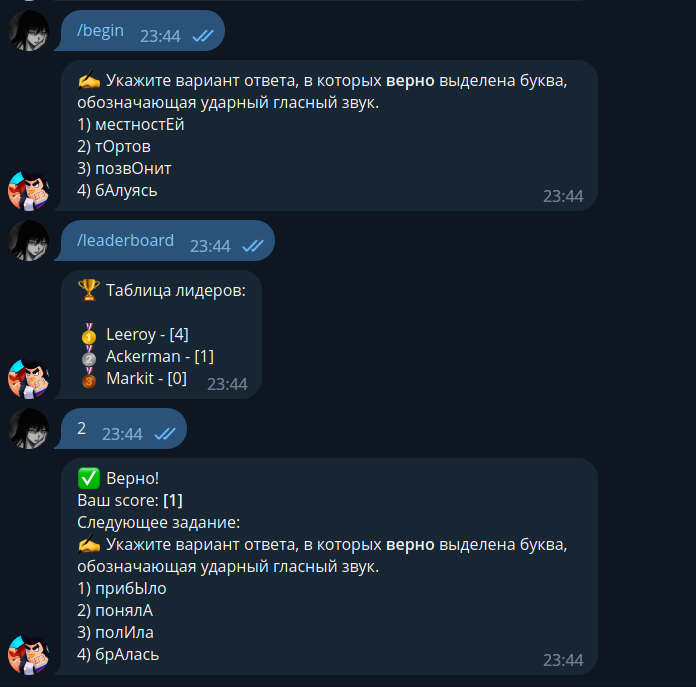 /begin 23:44
✍️ Укажите вариант ответа, в которых верно выделена буква,
обозначающая ударный гласный звук.
1) местностЕй
2) тОртов
3) позвОнит
4) бАлуясь
23:44
/leaderboard 23:44
🏆 Таблица лидеров:
🥇 Leeroy - [4]
🥈 Ackerman - [1]
🥉 Markit - [0] 23:44
2 23:44
✅ Верно!
Ваш score: [1]
Следующее задание:
✍️ Укажите вариант ответа, в которых верно выделена буква,
обозначающая ударный гласный звук.
1) прибЫло
2) понялА
3) полИла
4) брАлась
23:44